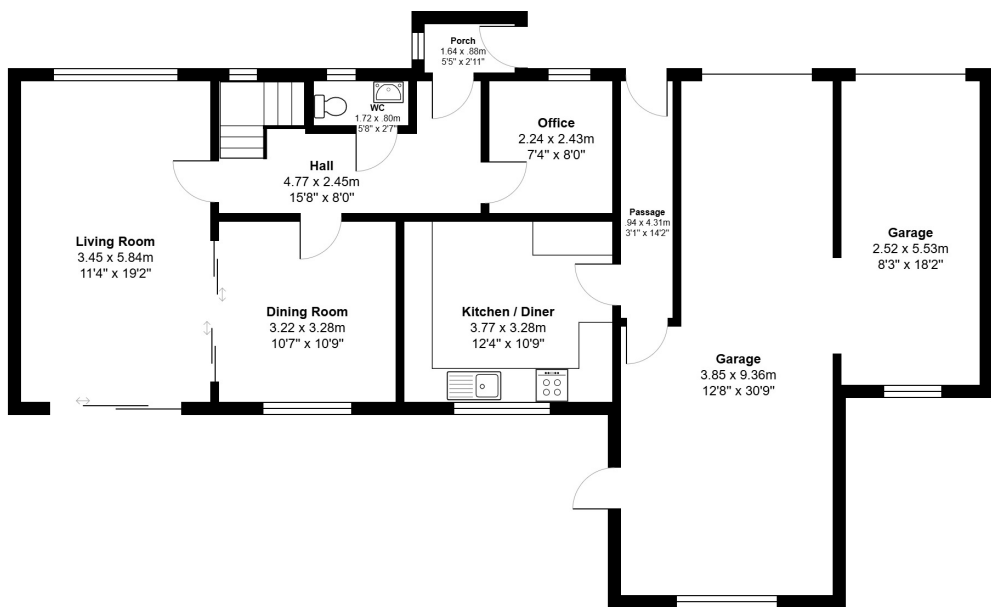 Porch
1.64 x .88m
5'5" x 2'11"
WC
1.72 x .80m
5'8" x 2'7"
Office
2.24 x 2.43m
7'4" x 8'0"
Hall
4.77 x 2.45m
15'8" x 8'0"
Passage
.94 x 4.31m
3'1" x 14'2"
Living Room
3.45 x 5.84m
11'4" x 19'2"
Garage
2.52 x 5.53m
8'3" x 18'2"
Dining Room
3.22 x 3.28m
10'7" x 10'9"
Kitchen / Diner
3.77 x 3.28m
12'4" x 10'9"
Garage
3.85 x 9.36m
12'8" x 30'9"